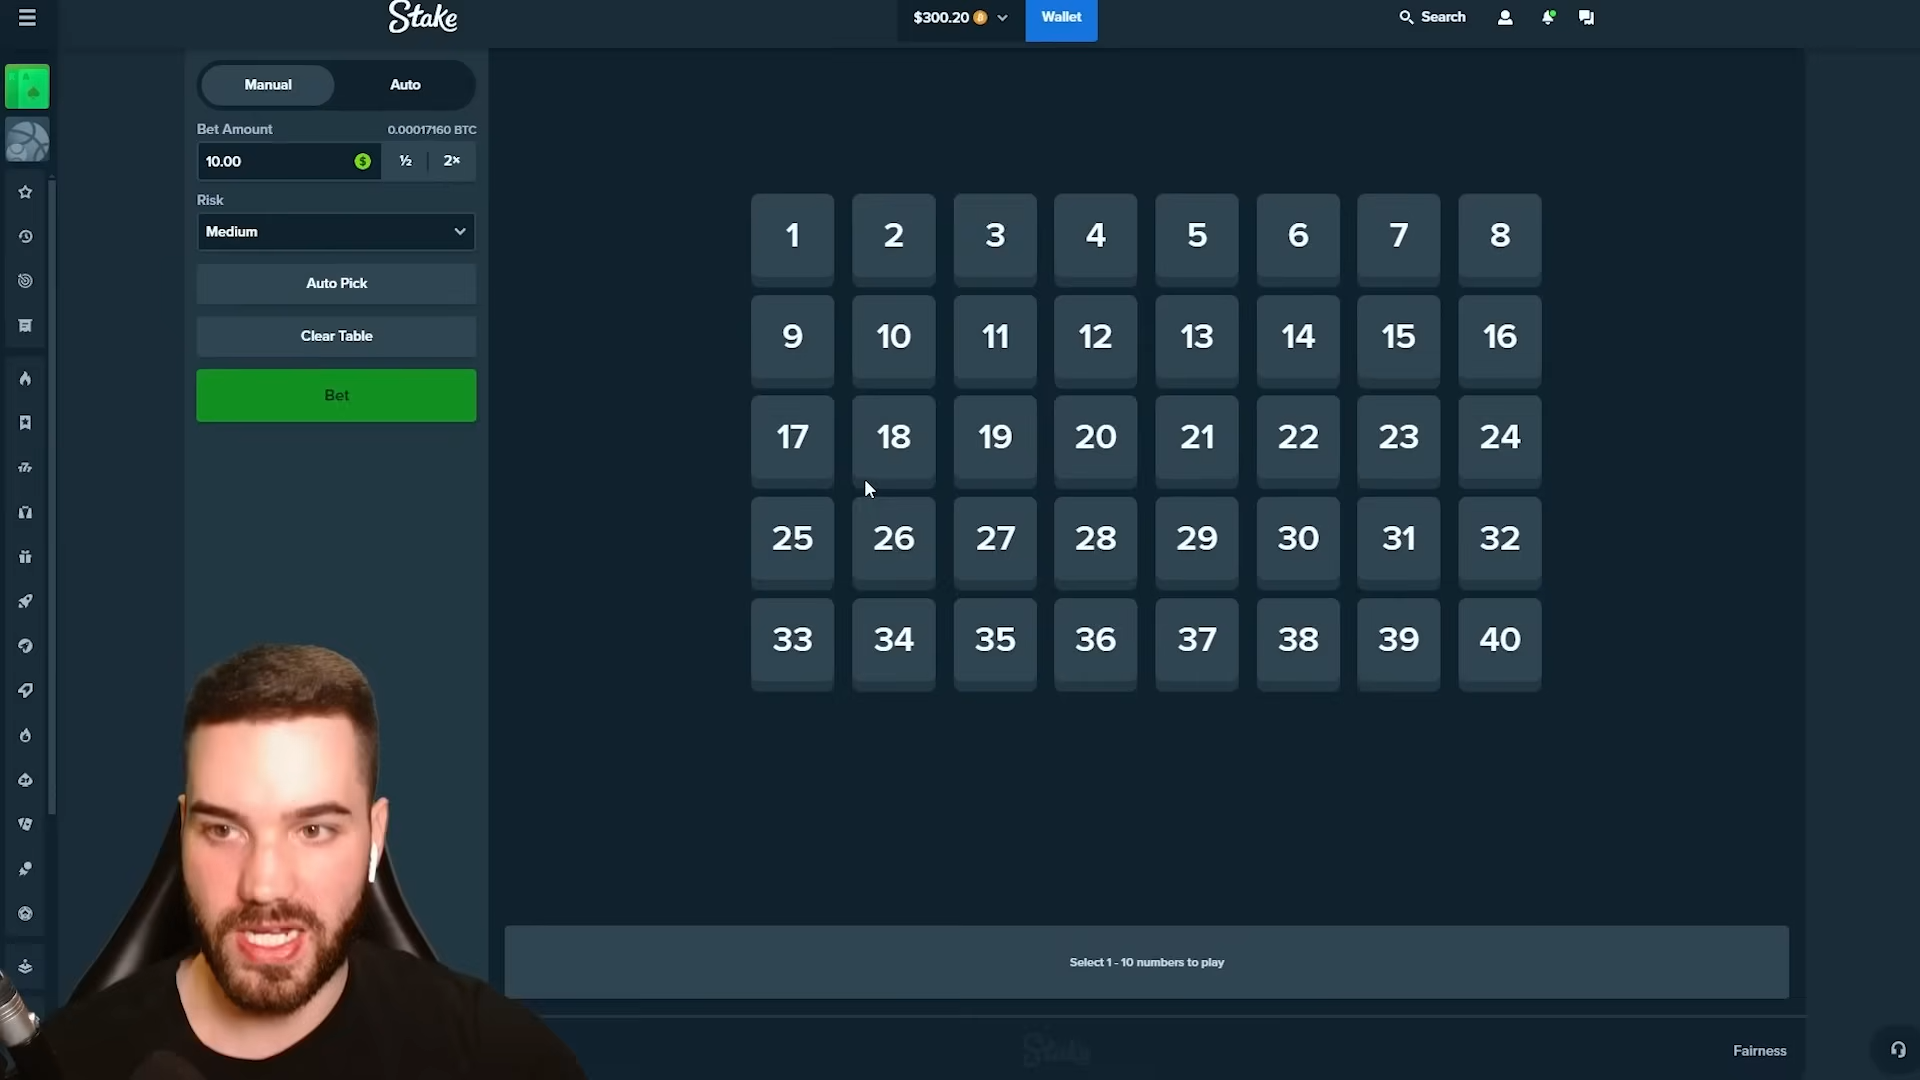 Stake
$300.20
Wallet
Search
Manual
Auto
Bet Amount
0.00017160 BTC
10.00
½
2×
Risk
Medium
Auto Pick
Clear Table
Bet
1 2 3 4 5 6 7 8
9 10 11 12 13 14 15 16
17 18 19 20 21 22 23 24
25 26 27 28 29 30 31 32
33 34 35 36 37 38 39 40
Select 1 - 10 numbers to play
Stake
Fairness